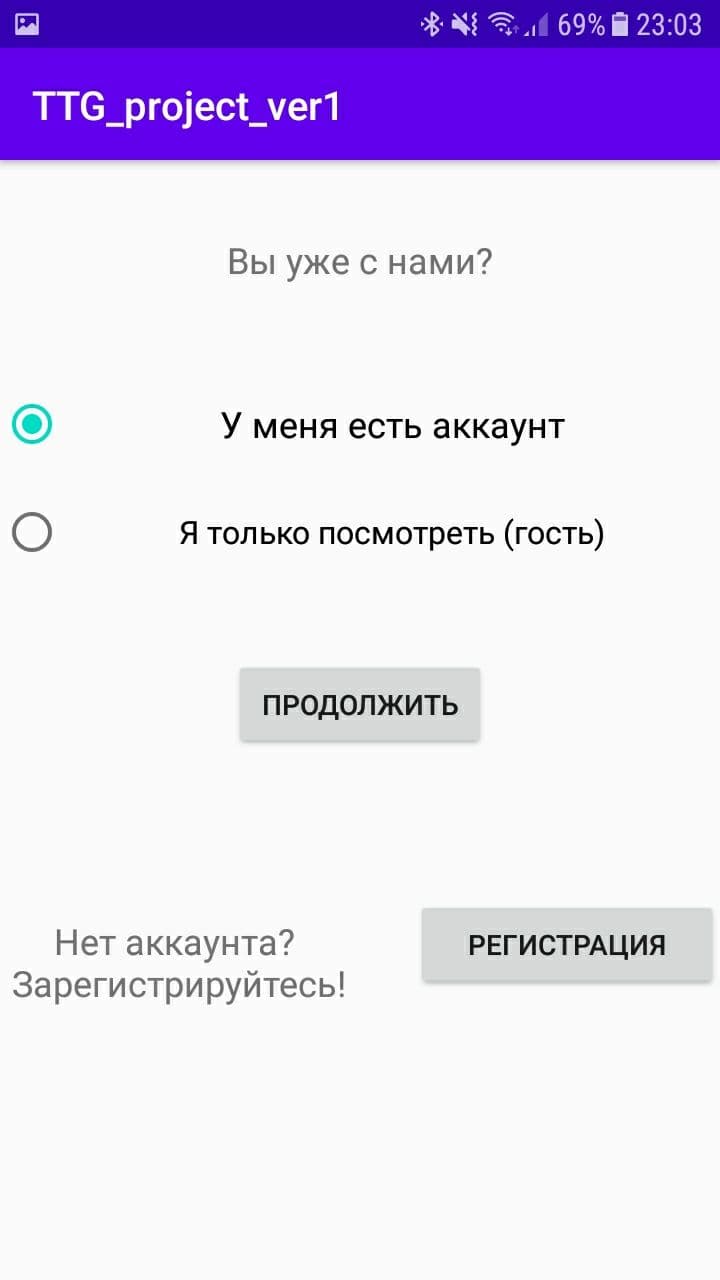 69% 23:03
TTG_project_ver1
Вы уже с нами?
У меня есть аккаунт
Я только посмотреть (гость)
ПРОДОЛЖИТЬ
Нет аккаунта?
Зарегистрируйтесь!
РЕГИСТРАЦИЯ